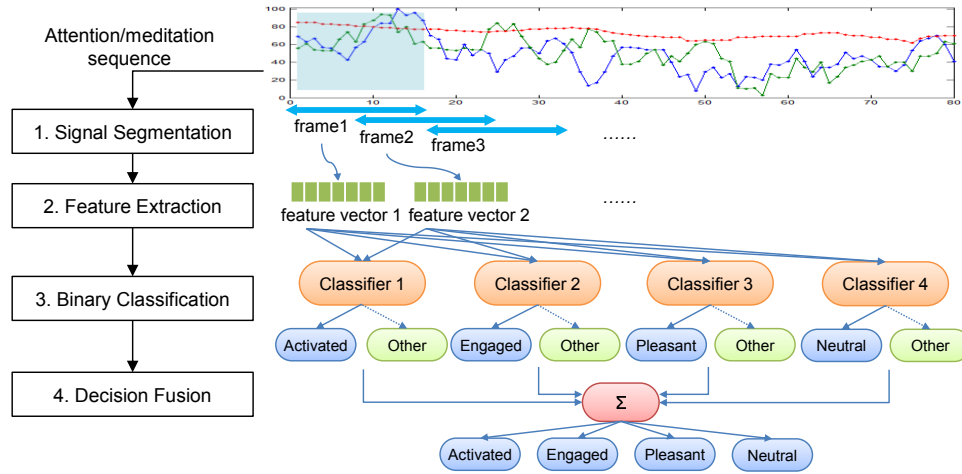 Attention/meditation
sequence
100
80
60
40
20
0
0 10 20 30 40 50 60 70 80
1. Signal Segmentation
frame1
frame2
frame3
......
2. Feature Extraction
feature vector 1 feature vector 2
......
3. Binary Classification
Classifier 1 Classifier 2 Classifier 3 Classifier 4
Activated Other Engaged Other Pleasant Other Neutral Other
4. Decision Fusion
Σ
Activated Engaged Pleasant Neutral